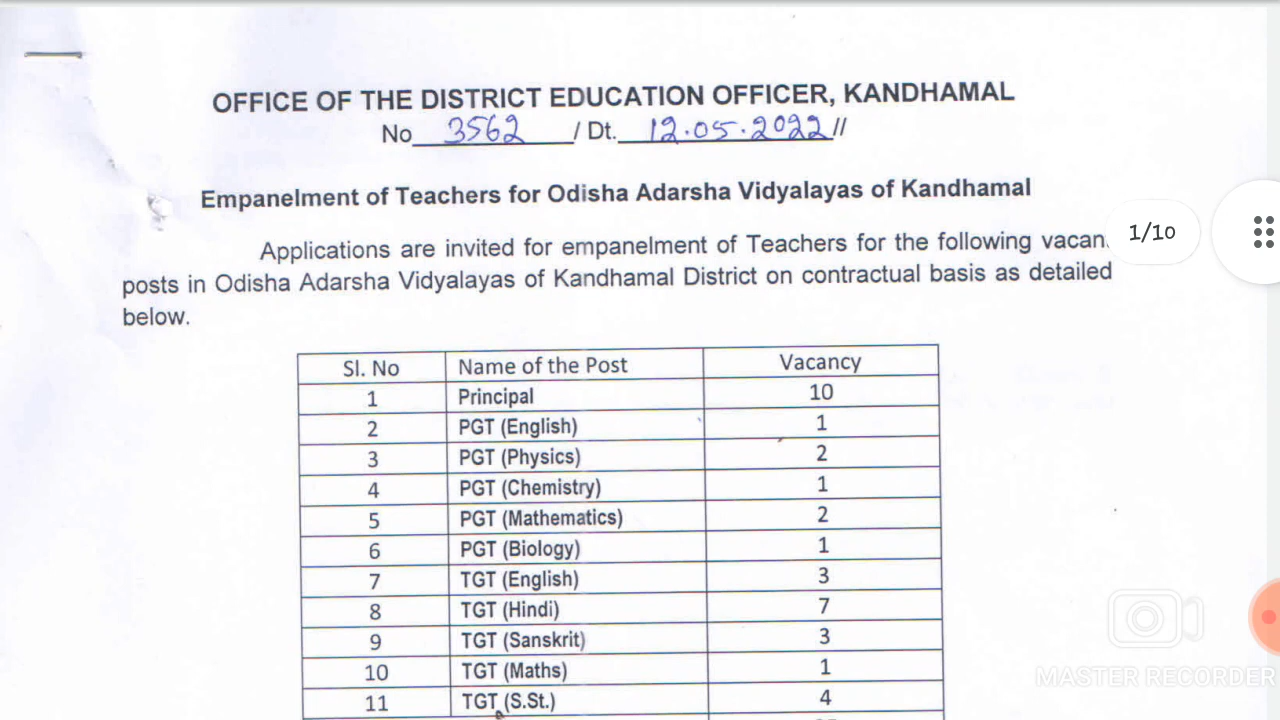 OFFICE OF THE DISTRICT EDUCATION OFFICER, KANDHAMAL
No 3562 / Dt. 12.05.2022//
Empanelment of Teachers for Odisha Adarsha Vidyalayas of Kandhamal
Applications are invited for empanelment of Teachers for the following vacan
posts in Odisha Adarsha Vidyalayas of Kandhamal District on contractual basis as detailed
below.
1/10
Sl. No Name of the Post Vacancy
1 Principal 10
2 PGT (English) 1
3 PGT (Physics) 2
4 PGT (Chemistry) 1
5 PGT (Mathematics) 2
6 PGT (Biology) 1
7 TGT (English) 3
8 TGT (Hindi) 7
9 TGT (Sanskrit) 3
10 TGT (Maths) 1
11 TGT (S.St.) 4
MASTER RECORDER